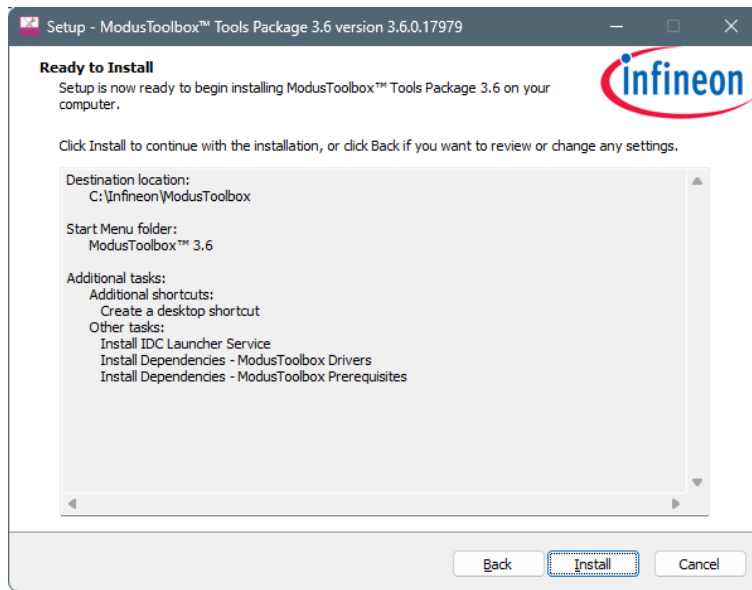 Setup - ModusToolbox™ Tools Package 3.6 version 3.6.0.17979
Ready to Install
Setup is now ready to begin installing ModusToolbox™ Tools Package 3.6 on your
computer.
infineon
Click Install to continue with the installation, or click Back if you want to review or change any settings.
Destination location:
C:\Infineon\ModusToolbox
Start Menu folder:
ModusToolbox™ 3.6
Additional tasks:
Additional shortcuts:
Create a desktop shortcut
Other tasks:
Install IDC Launcher Service
Install Dependencies - ModusToolbox Drivers
Install Dependencies - ModusToolbox Prerequisites
Back Install Cancel